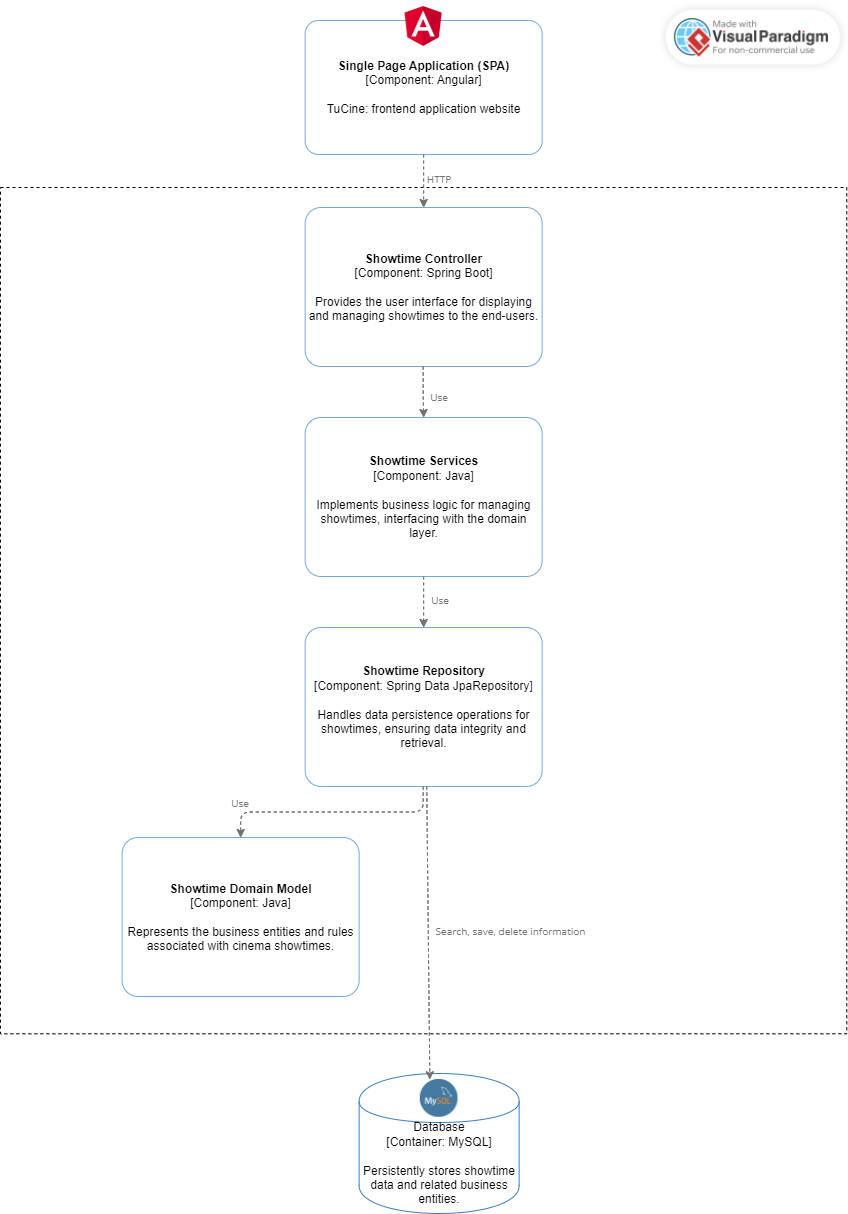 Made with
VisualParadigm
For non-commercial use
Single Page Application (SPA)
[Component: Angular]
TuCine: frontend application website
HTTP
Showtime Controller
[Component: Spring Boot]
Provides the user interface for displaying
and managing showtimes to the end-users.
Use
Showtime Services
[Component: Java]
Implements business logic for managing
showtimes, interfacing with the domain
layer.
Use
Showtime Repository
[Component: Spring Data JpaRepository]
Handles data persistence operations for
showtimes, ensuring data integrity and
retrieval.
Use
Showtime Domain Model
[Component: Java]
Represents the business entities and rules
associated with cinema showtimes.
Search, save, delete information
MySQL
Database
[Container: MySQL]
Persistently stores showtime
data and related business
entities.